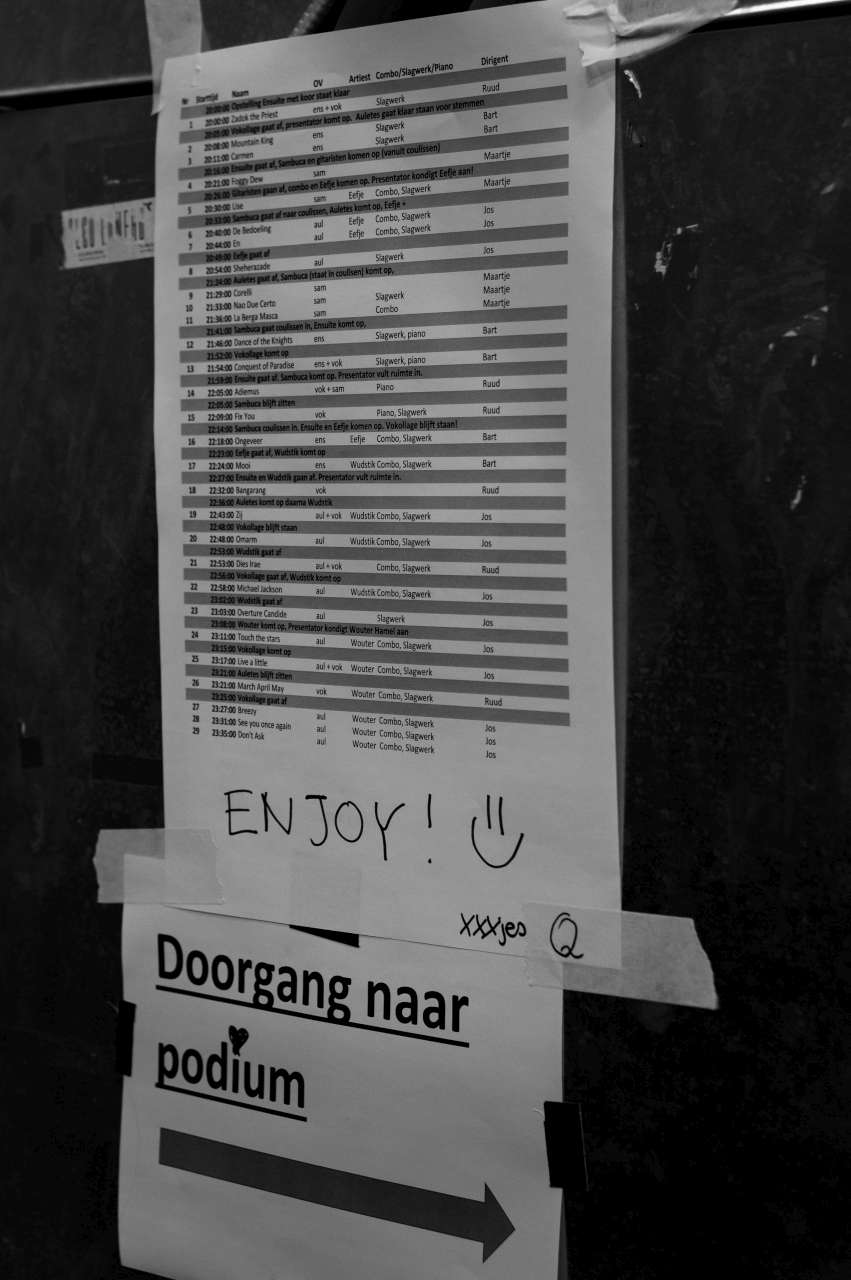 Nr Starttijd Naam OV Artiest Combo/Slagwerk/Piano Dirigent
20:00:00 Opstelling Ensuite met koor staat klaar
1 20:00:00 Zadok the Priest ens + vok Slagwerk Ruud
20:05:00 Vokollage gaat af, presentator komt op. Auletes gaat klaar staan voor stemmen
2 20:08:00 Mountain King ens Slagwerk Bart
3 20:11:00 Carmen ens Slagwerk Bart
20:16:00 Ensuite gaat af, Sambuca en gitaristen komen op (vanuit coulissen)
4 20:21:00 Foggy Dew sam Maartje
20:26:00 Gitaristen gaan af, combo en Eefje komen op. Presentator kondigt Eefje aan!
5 20:30:00 Use sam Eefje Combo, Slagwerk Maartje
20:33:00 Sambuca gaat af naar coulissen, Auletes komt op, Eefje +
6 20:40:00 De Bedoeling aul Eefje Combo, Slagwerk Jos
7 20:44:00 En aul Eefje Combo, Slagwerk Jos
20:49:00 Eefje gaat af
8 20:54:00 Sheherazade aul Slagwerk Jos
21:24:00 Auletes gaat af, Sambuca (staat in coulisen) komt op,
9 21:29:00 Corelli sam Maartje
10 21:33:00 Nao Due Certo sam Slagwerk Maartje
11 21:36:00 La Berga Masca sam Combo Maartje
21:41:00 Sambuca gaat coulissen in, Ensuite komt op,
12 21:46:00 Dance of the Knights ens Slagwerk, piano Bart
21:52:00 Vokollage komt op
13 21:54:00 Conquest of Paradise ens + vok Slagwerk, piano Bart
21:59:00 Ensuite gaat af. Sambuca komt op. Presentator vult ruimte in.
14 22:05:00 Adiemus vok + sam Piano Ruud
22:05:00 Sambuca blijft zitten
15 22:09:00 Fix You vok Piano, Slagwerk Ruud
22:14:00 Sambuca coulissen in. Ensuite en Eefje komen op. Vokollage blijft staan!
16 22:18:00 Ongeveer ens Eefje Combo, Slagwerk Bart
22:23:00 Eefje gaat af, Wudstik komt op
17 22:24:00 Mooi ens Wudstik Combo, Slagwerk Bart
22:27:00 Ensuite en Wudstik gaan af. Presentator vult ruimte in.
18 22:32:00 Bangarang vok Ruud
22:36:00 Auletes komt op daarna Wudstik
19 22:43:00 Zij aul + vok Wudstik Combo, Slagwerk Jos
22:48:00 Vokollage blijft staan
20 22:48:00 Omarm aul Wudstik Combo, Slagwerk Jos
22:53:00 Wudstik gaat af
21 22:53:00 Dies Irae aul + vok Combo, Slagwerk Ruud
22:56:00 Vokollage gaat af, Wudstik komt op
22 22:58:00 Michael Jackson aul Wudstik Combo, Slagwerk Jos
23:02:00 Wudstik gaat af
23 23:03:00 Overture Candide aul Slagwerk Jos
23:08:00 Wouter komt op, Presentator kondigt Wouter Hamel aan
24 23:11:00 Touch the stars aul Wouter Combo, Slagwerk Jos
23:15:00 Vokollage komt op
25 23:17:00 Live a little aul + vok Wouter Combo, Slagwerk Jos
23:21:00 Auletes blijft zitten
26 23:21:00 March April May vok Wouter Combo, Slagwerk Ruud
23:25:00 Vokollage gaat af
27 23:27:00 Breezy aul Wouter Combo, Slagwerk Jos
28 23:31:00 See you once again aul Wouter Combo, Slagwerk Jos
29 23:35:00 Don't Ask aul Wouter Combo, Slagwerk Jos
ENJOY!
xxxjes Q
Doorgang naar
podium